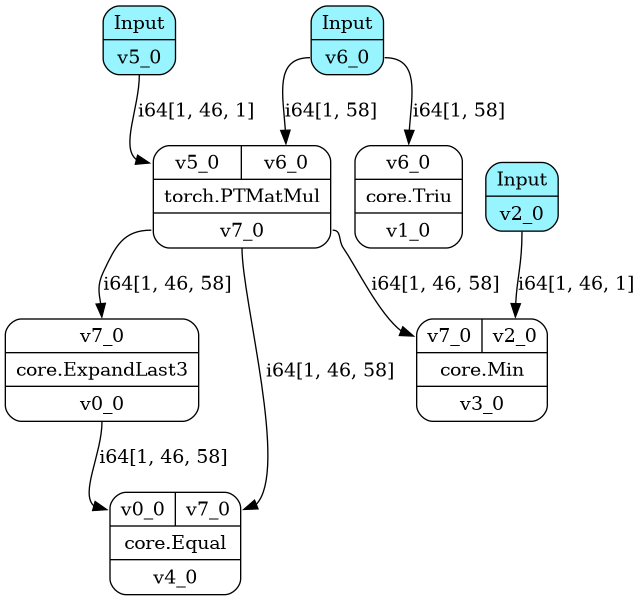 Input
v5_0
Input
v6_0
i64[1, 46, 1]
i64[1, 58]
i64[1, 58]
v5_0 v6_0
torch.PTMatMul
v7_0
v6_0
core.Triu
v1_0
Input
v2_0
i64[1, 46, 58]
i64[1, 46, 58]
i64[1, 46, 1]
v7_0
core.ExpandLast3
v0_0
i64[1, 46, 58]
v7_0 v2_0
core.Min
v3_0
i64[1, 46, 58]
v0_0 v7_0
core.Equal
v4_0